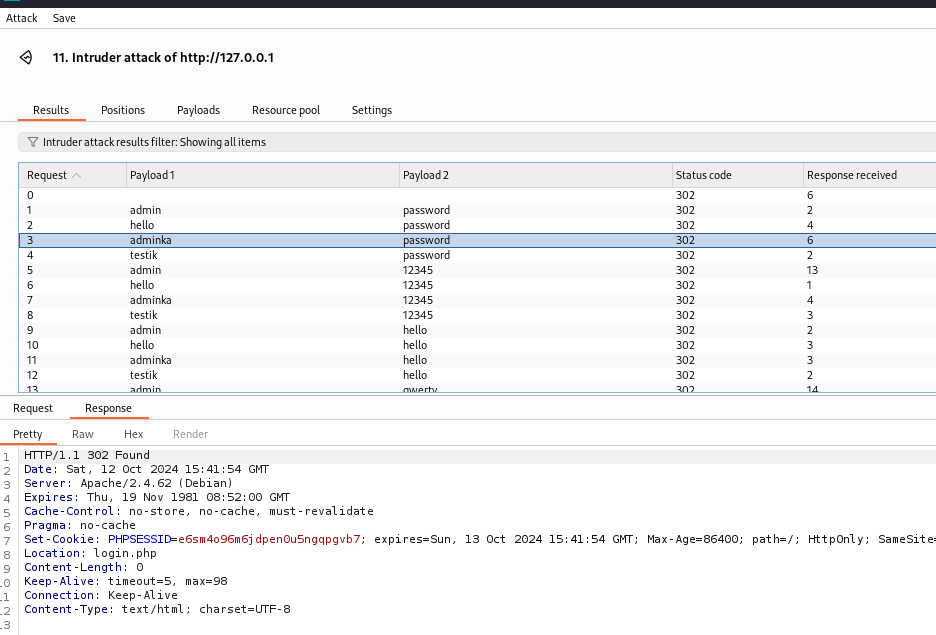 Attack Save
11. Intruder attack of http://127.0.0.1
Results Positions Payloads Resource pool Settings
Intruder attack results filter: Showing all items
Request Payload 1 Payload 2 Status code Response received
0 302 6
1 admin password 302 2
2 hello password 302 4
3 adminka password 302 6
4 testik password 302 2
5 admin 12345 302 13
6 hello 12345 302 1
7 adminka 12345 302 4
8 testik 12345 302 3
9 admin hello 302 2
10 hello hello 302 3
11 adminka hello 302 3
12 testik hello 302 2
13 admin qwerty 302 14
Request Response
Pretty Raw Hex Render
1 HTTP/1.1 302 Found
2 Date: Sat, 12 Oct 2024 15:41:54 GMT
3 Server: Apache/2.4.62 (Debian)
4 Expires: Thu, 19 Nov 1981 08:52:00 GMT
5 Cache-Control: no-store, no-cache, must-revalidate
6 Pragma: no-cache
7 Set-Cookie: PHPSESSID=e6sm4o96m6jdpen0u5ngqpgvb7; expires=Sun, 13 Oct 2024 15:41:54 GMT; Max-Age=86400; path=/; HttpOnly; SameSite=
8 Location: login.php
9 Content-Length: 0
.0 Keep-Alive: timeout=5, max=98
.1 Connection: Keep-Alive
.2 Content-Type: text/html; charset=UTF-8
.3